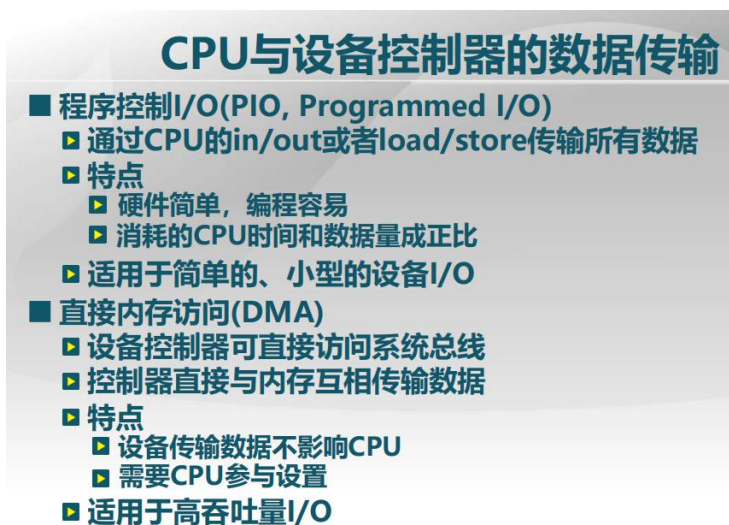 CPU与设备控制器的数据传输
程序控制I/O(PIO, Programmed I/O)
通过CPU的in/out或者load/store传输所有数据
特点
硬件简单，编程容易
消耗的CPU时间和数据量成正比
适用于简单的、小型的设备I/O
直接内存访问(DMA)
设备控制器可直接访问系统总线
控制器直接与内存互相传输数据
特点
设备传输数据不影响CPU
需要CPU参与设置
适用于高吞吐量I/O